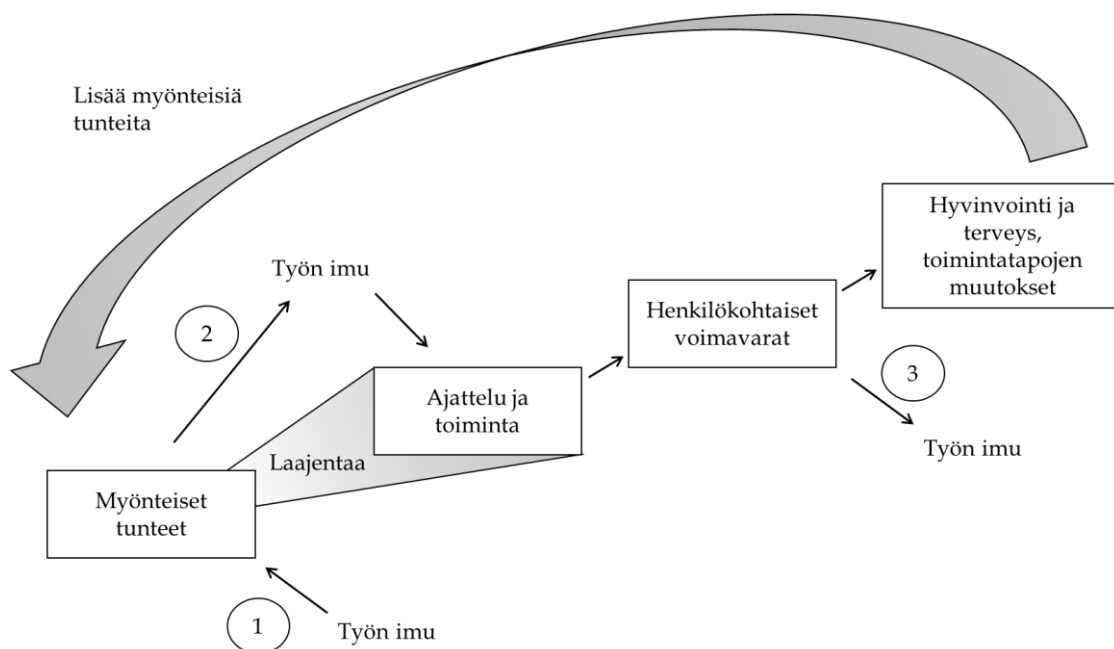 Lisää myönteisiä
tunteita
Hyvinvointi ja
terveys,
toimintatapojen
muutokset
Työn imu
2
Henkilökohtaiset
voimavarat
3
Ajattelu ja
toiminta
Työn imu
Laajentaa
Myönteiset
tunteet
1
Työn imu